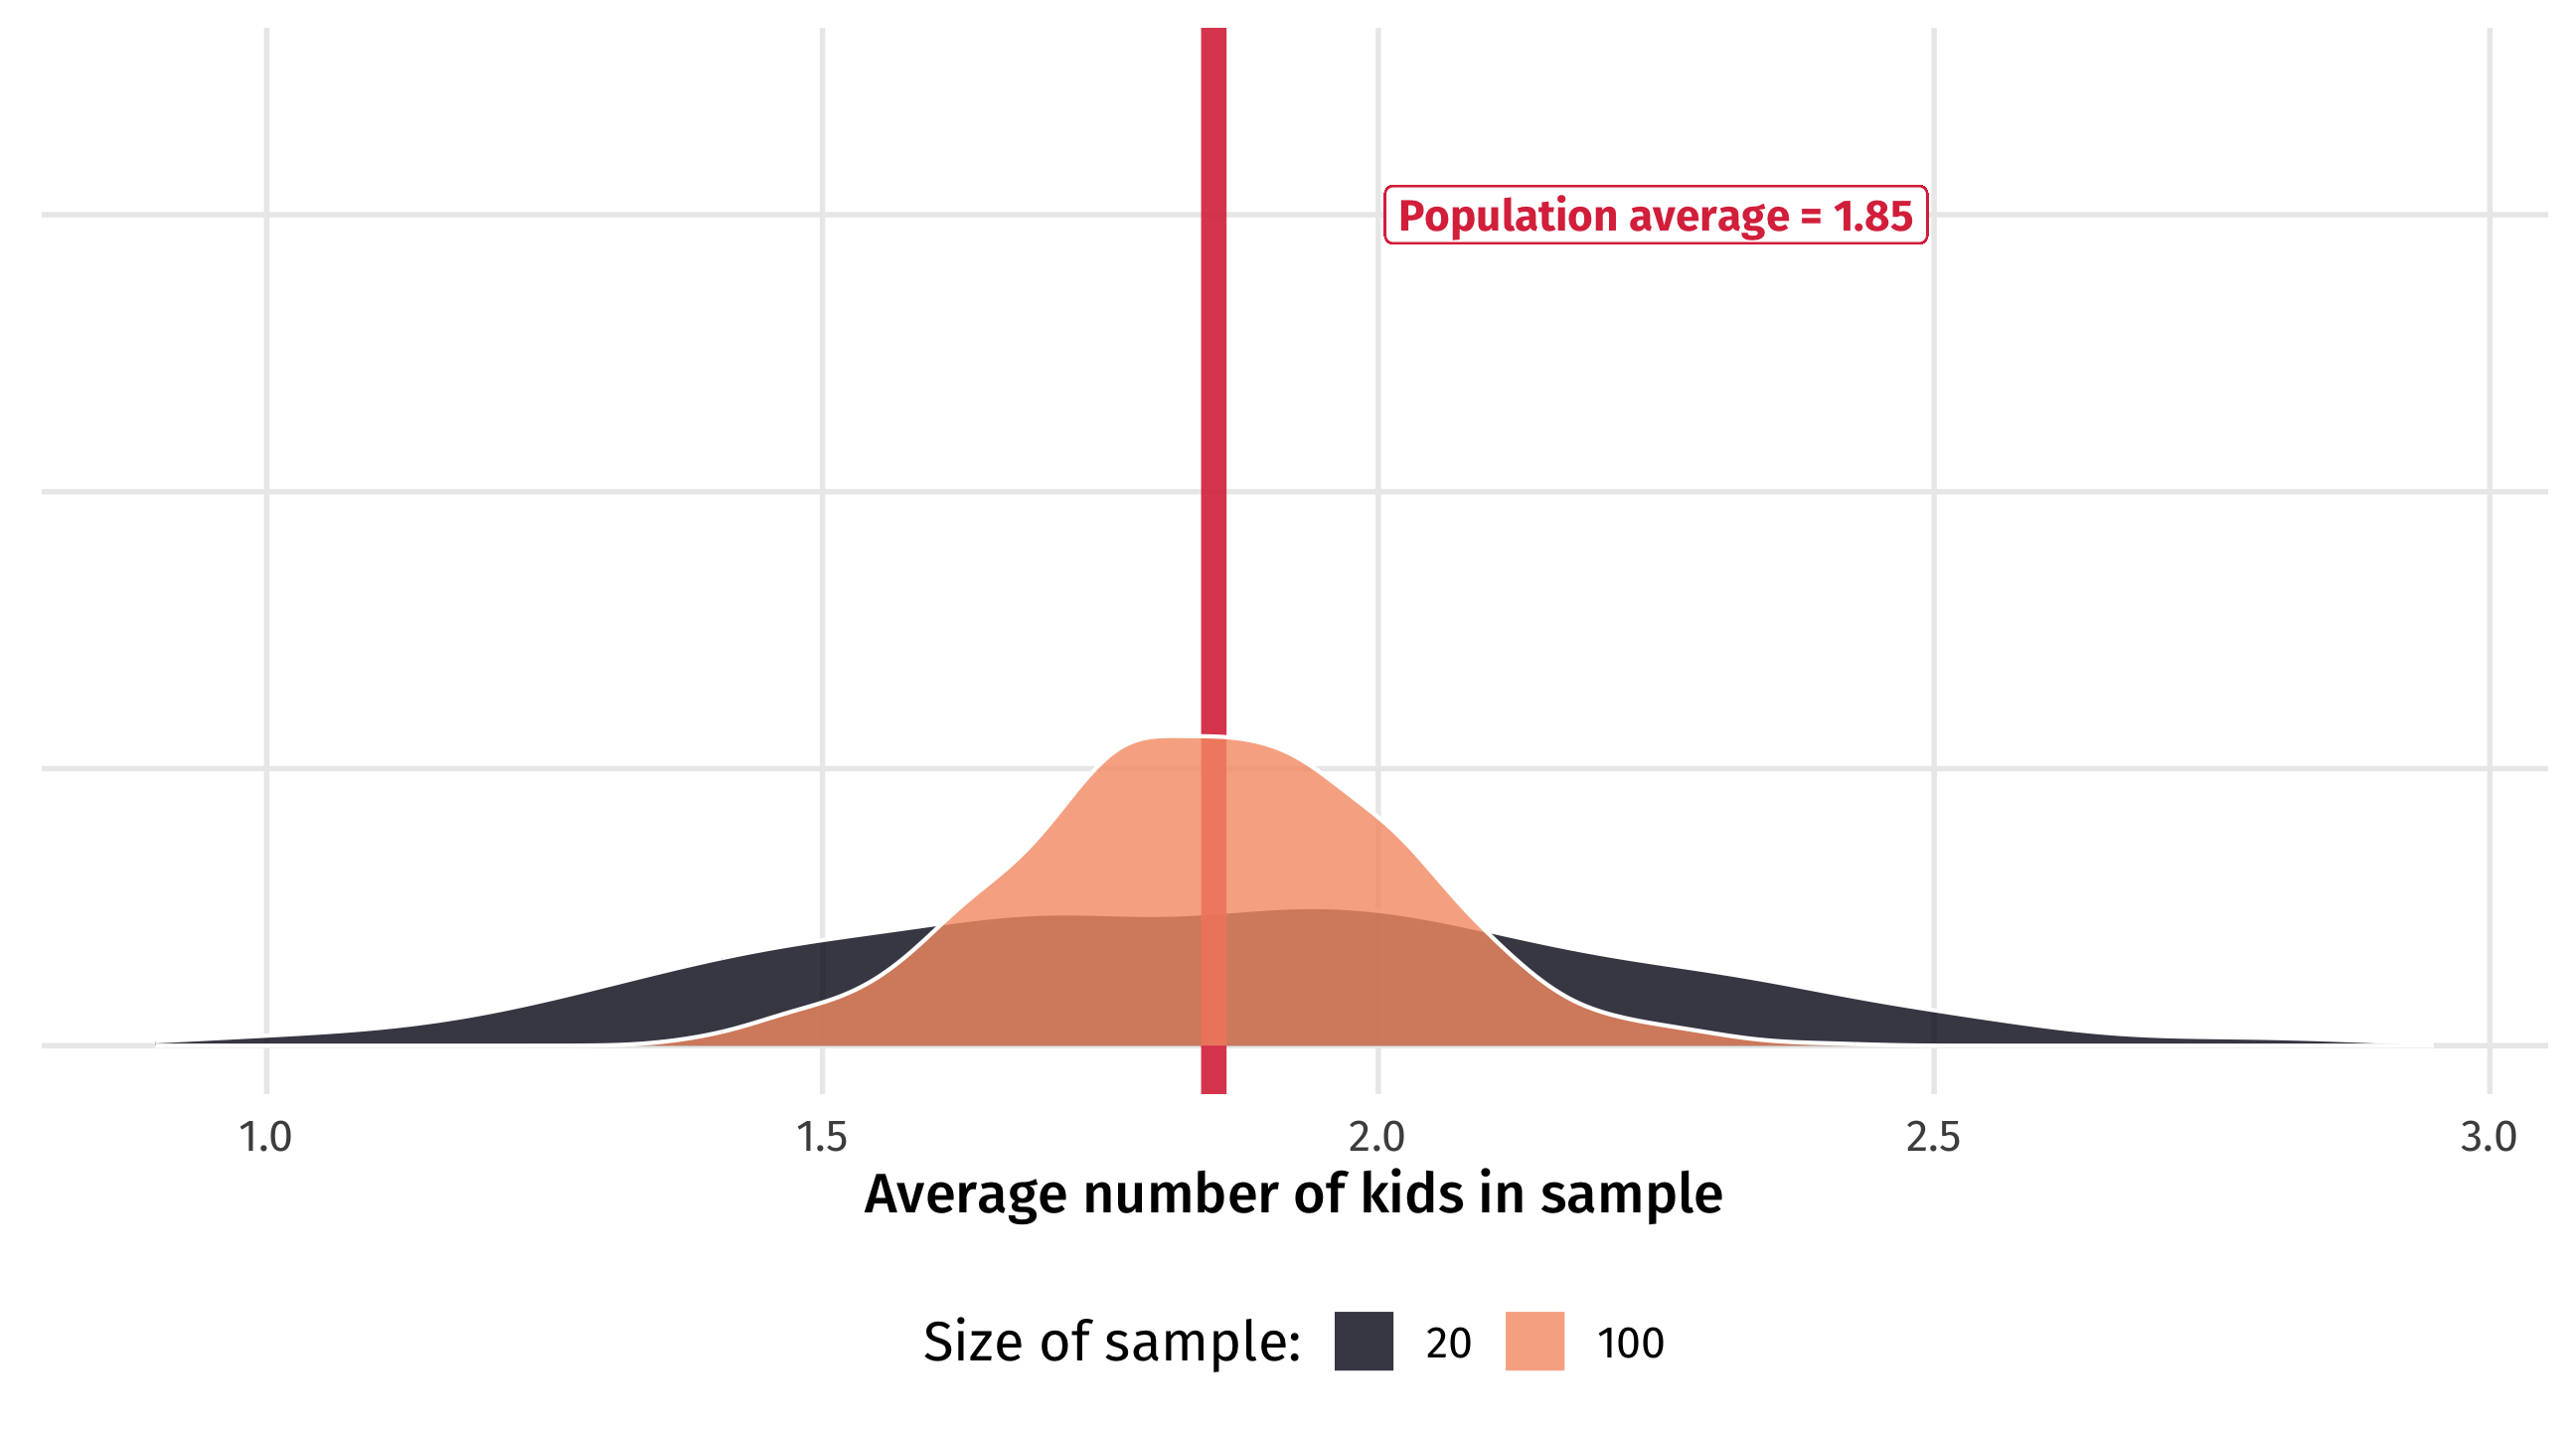 Population average = 1.85
1.0 1.5 2.0 2.5 3.0
Average number of kids in sample
Size of sample: 20 100